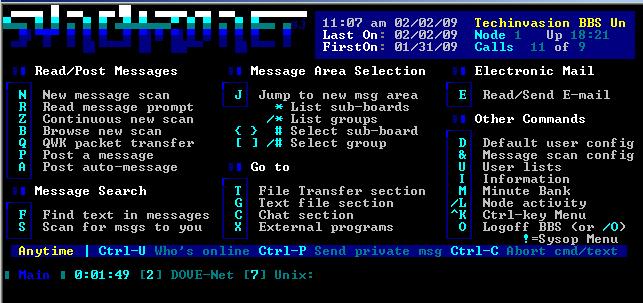 SYNCHRONET
11:07 am 02/02/09 Techinvasion BBS Un
Last On: 02/02/09 Node 1 Up 18:21
FirstOn: 01/31/09 Calls 11 of 9
Read/Post Messages Message Area Selection Electronic Mail
N New message scan J Jump to new msg area E Read/Send E-mail
R Read message prompt * List sub-boards
Z Continuous new scan /* List groups Other Commands
B Browse new scan { } /# Select sub-board
Q QWK packet transfer [ ] /# Select group D Default user config
P Post a message & Message scan config
A Post auto-message Go to U User lists
I Information
Message Search T File Transfer section M Minute Bank
G Text file section /L Node activity
F Find text in messages C Chat section ^K Ctrl-key Menu
S Scan for msgs to you X External programs O Logoff BBS (or /O)
!=Sysop Menu
Anytime | Ctrl-U Who's online Ctrl-P Send private msg Ctrl-C Abort cmd/text
Main 0:01:49 [2] DOVE-Net [7] Unix: